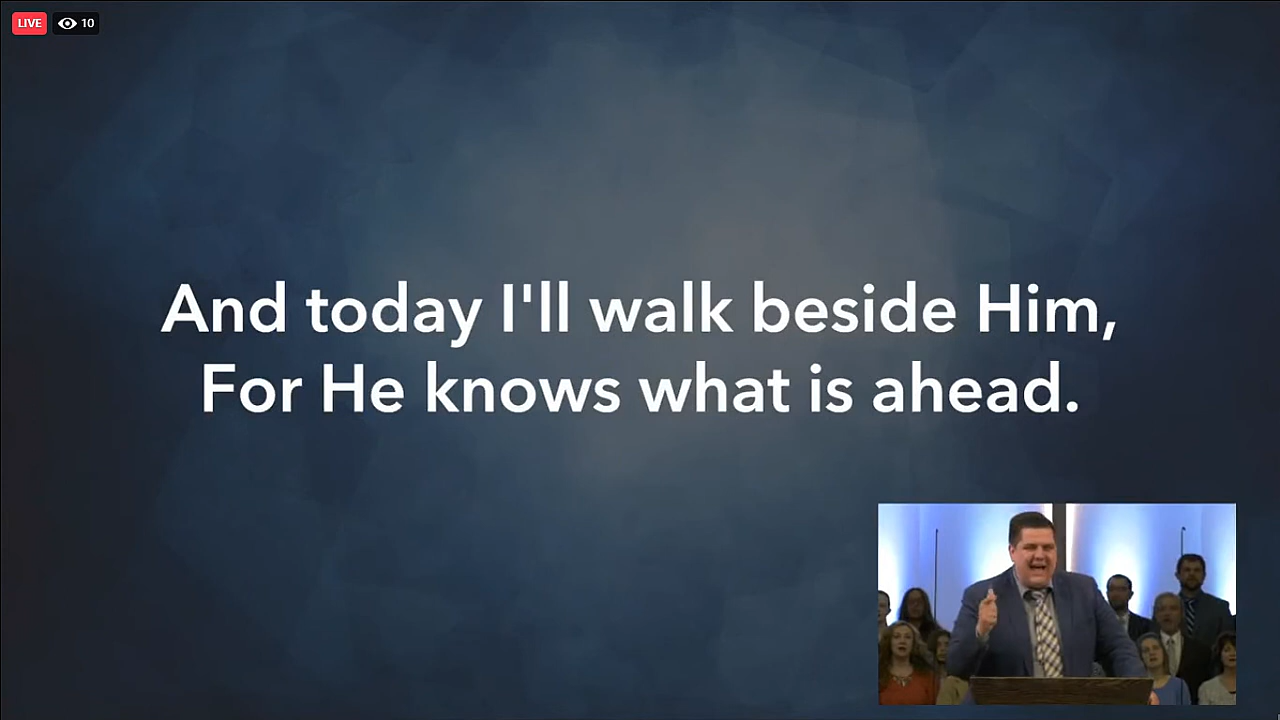 LIVE 10
And today I'll walk beside Him,
For He knows what is ahead.